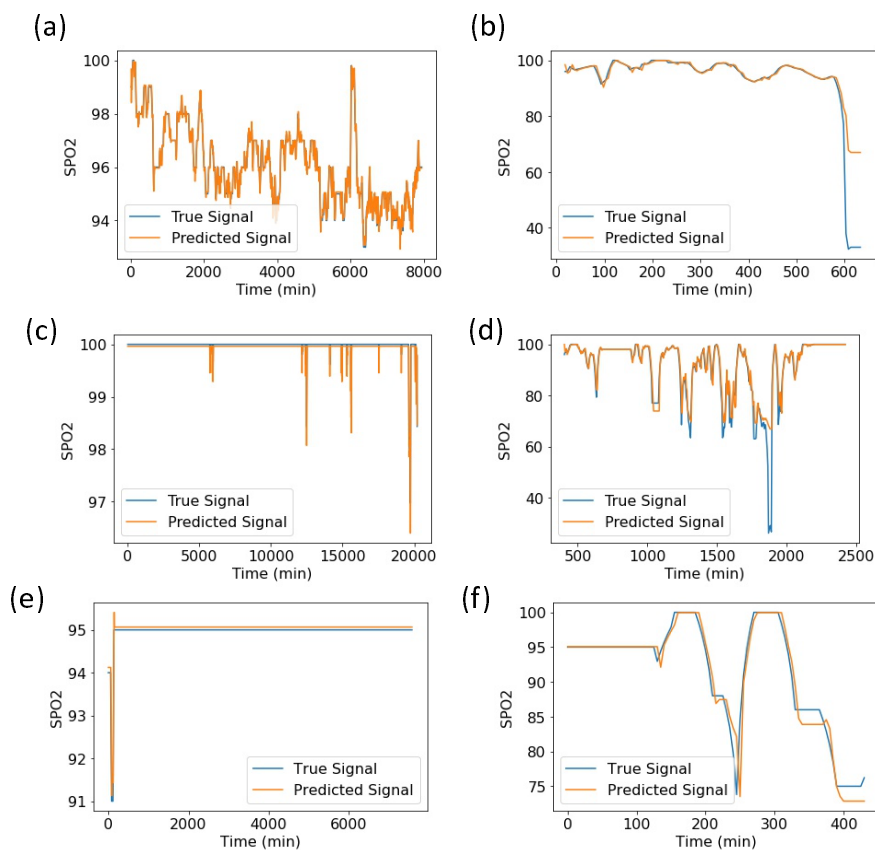 (a)
100
98
96
94
SPO2
True Signal
Predicted Signal
0 2000 4000 6000 8000
Time (min)
(b)
100
80
60
40
SPO2
True Signal
Predicted Signal
0 100 200 300 400 500 600
Time (min)
(c)
100
99
98
97
SPO2
True Signal
Predicted Signal
0 5000 10000 15000 20000
Time (min)
(d)
100
80
60
40
SPO2
True Signal
Predicted Signal
500 1000 1500 2000 2500
Time (min)
(e)
95
94
93
92
91
SPO2
True Signal
Predicted Signal
0 2000 4000 6000
Time (min)
(f)
100
95
90
85
80
75
SPO2
True Signal
Predicted Signal
0 100 200 300 400
Time (min)